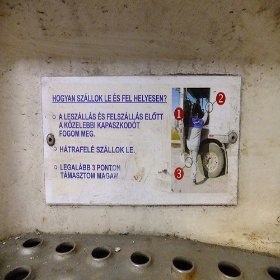 HOGYAN SZÁLLOK LE ÉS FEL HELYESEN?
A LESZÁLLÁS ÉS FELSZÁLLÁS ELŐTT
A KÖZELEBBI KAPASZKODÓT
FOGOM MEG.
HÁTRAFELÉ SZÁLLOK LE.
LEGALÁBB 3 PONTON
TÁMASZTOM MAGAM
1
2
3